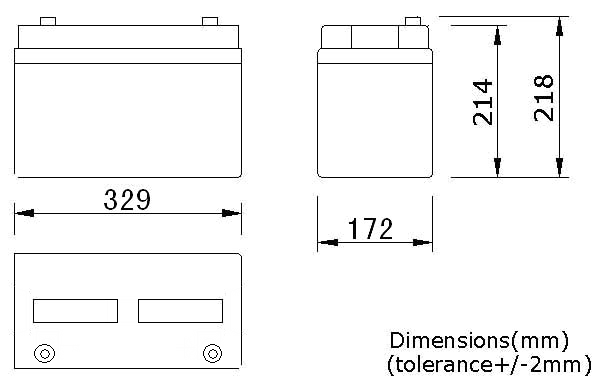 214
218
329
172
Dimensions(mm)
(tolerance+/-2mm)